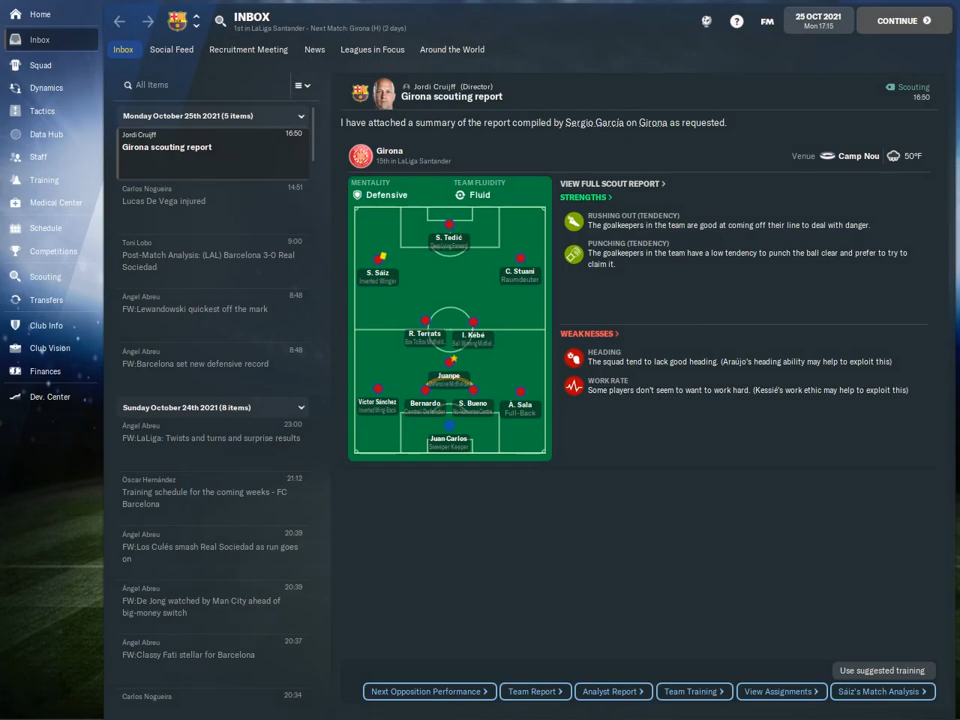 Home
Inbox
Squad
Dynamics
Tactics
Data Hub
Staff
Training
Medical Center
Schedule
Competitions
Scouting
Transfers
Club Info
Club Vision
Finances
Dev. Center
INBOX
1st in LaLiga Santander - Next Match: Girona (H) (2 days)
?
FM
25 OCT 2021
Mon 17:15
CONTINUE
Inbox
Social Feed
Recruitment Meeting
News
Leagues in Focus
Around the World
All Items
Monday October 25th 2021 (5 items)
Jordi Cruijff 16:50
Girona scouting report
Carlos Nogueira 14:51
Lucas De Vega injured
Toni Lobo 9:00
Post-Match Analysis: (LAL) Barcelona 3-0 Real
Sociedad
Ángel Abreu 8:48
FW:Lewandowski quickest off the mark
Ángel Abreu 8:48
FW:Barcelona set new defensive record
Sunday October 24th 2021 (8 items)
Ángel Abreu 23:00
FW:LaLiga: Twists and turns and surprise results
Óscar Hernández 21:12
Training schedule for the coming weeks - FC
Barcelona
Ángel Abreu 20:39
FW:Los Culés smash Real Sociedad as run goes
on
Ángel Abreu 20:39
FW:De Jong watched by Man City ahead of
big-money switch
Ángel Abreu 20:37
FW:Classy Fati stellar for Barcelona
Carlos Nogueira 20:34
Jordi Cruijff (Director)
Girona scouting report
Scouting
16:50
I have attached a summary of the report compiled by Sergio García on Girona as requested.
Girona
15th in LaLiga Santander
Venue Camp Nou 50°F
MENTALITY
Defensive
TEAM FLUIDITY
Fluid
S. Tedić
S. Sáiz
Inverted Winger
C. Stuani
Raumdeuter
R. Terrats
I. Kébé
Juanpe
Víctor Sánchez
Bernardo
S. Bueno
A. Sala
Full-Back
Juan Carlos
Sweeper Keeper
VIEW FULL SCOUT REPORT
STRENGTHS
RUSHING OUT (TENDENCY)
The goalkeepers in the team are good at coming off their line to deal with danger.
PUNCHING (TENDENCY)
The goalkeepers in the team have a low tendency to punch the ball clear and prefer to try to
claim it.
WEAKNESSES
HEADING
The squad tend to lack good heading. (Araújo's heading ability may help to exploit this)
WORK RATE
Some players don't seem to want to work hard. (Kessié's work ethic may help to exploit this)
Use suggested training
Next Opposition Performance
Team Report
Analyst Report
Team Training
View Assignments
Sáiz's Match Analysis